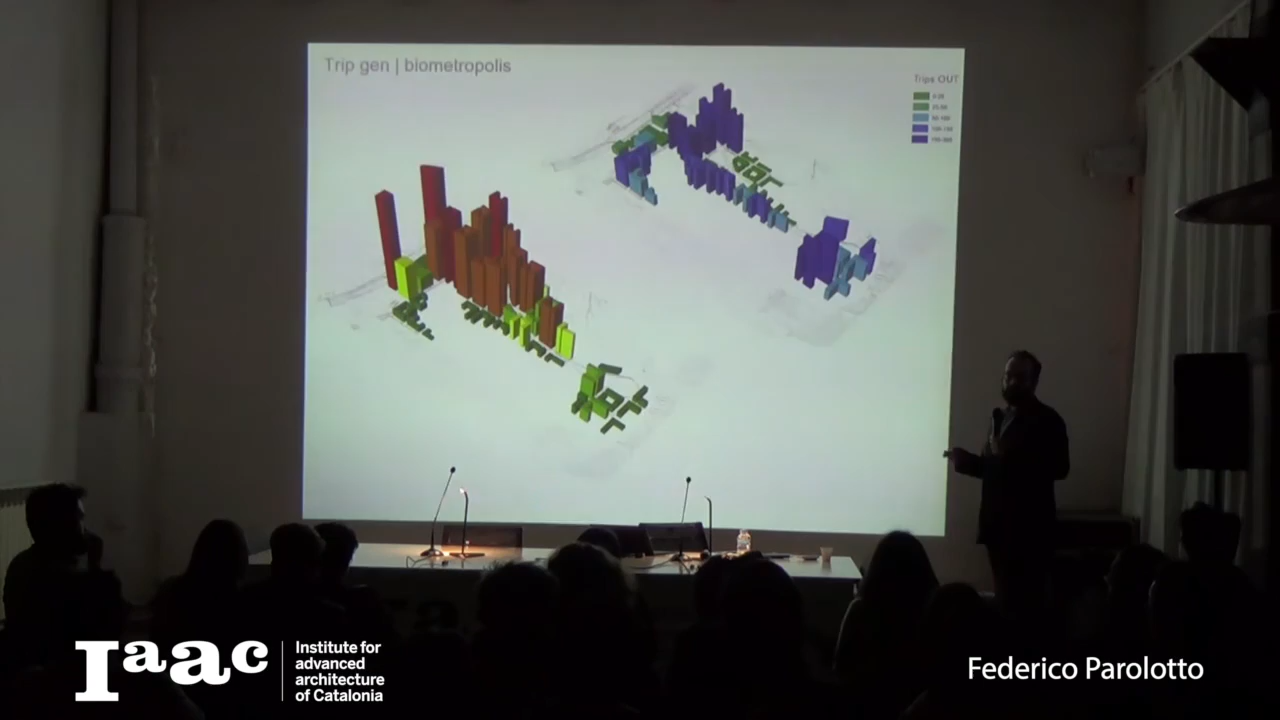 Trip gen | biometropolis
Trips OUT
Iaac
Institute for
advanced
architecture
of Catalonia
Federico Parolotto